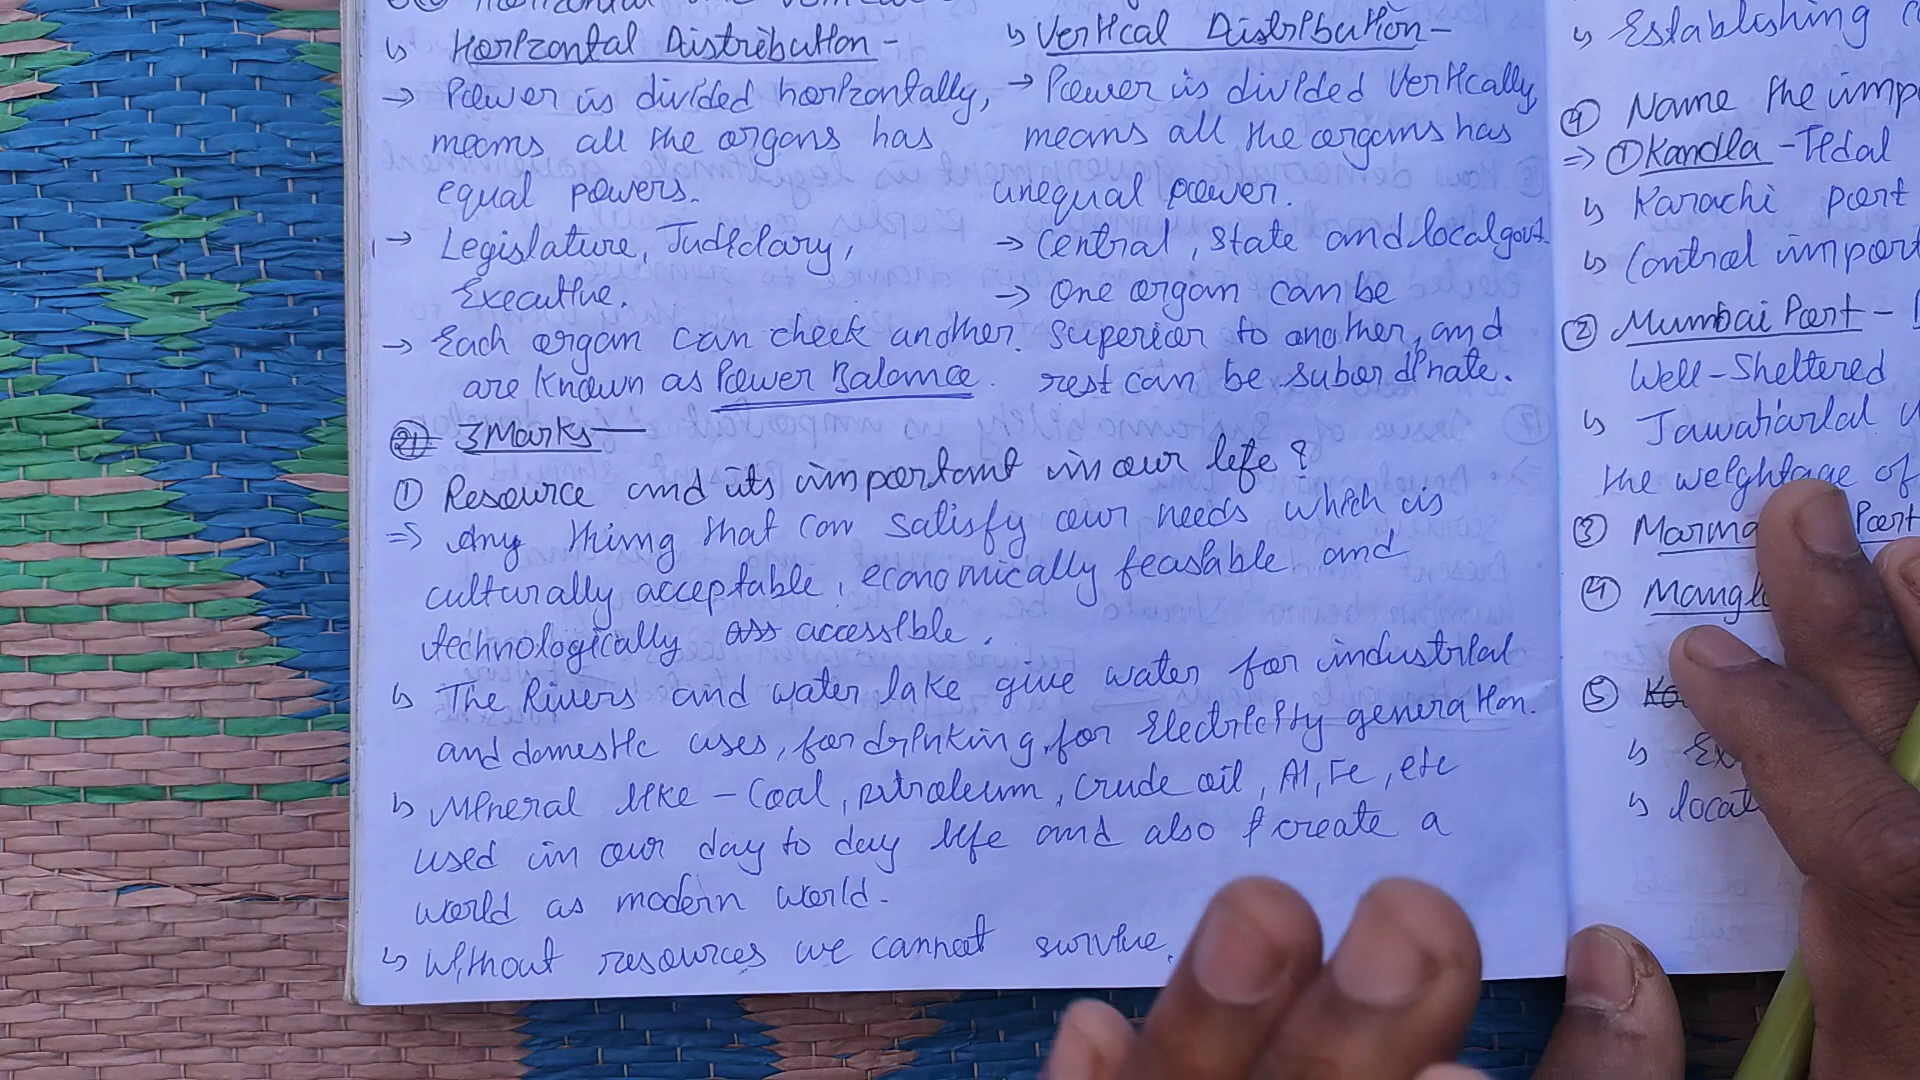 ↳ Horizontal Distribution -
→ Power is divided horizontally,
means all the organs has
equal powers.
→ Legislature, Judiciary,
Executive.
→ Each organ can check another.
are known as Power Balance.
↳ Vertical Distribution -
→ Power is divided vertically,
means all the organs has
unequal power.
→ Central, State and local govt.
→ One organ can be
superior to another, and
rest can be subordinate.
21 3 Marks
① Resource and its important in our life ?
⇒ Any thing that can satisfy our needs which is
culturally acceptable, economically feasable and
technologically accessible.
↳ The Rivers and water lake give water for industrial
and domestic uses, for drinking, for Electricity generation.
↳ Mineral like - Coal, petroleum, crude oil, Al, Fe, etc
used in our day to day life and also create a
world as modern world.
↳ Without resources we cannot survive.
↳ Establishing
④ Name the imp
⇒ ① Kandla - Tidal
↳ Karachi port
↳ Control import
② Mumbai Port -
Well-Sheltered
↳
the weightage of
③ Port
④
⑤
↳ Ex
↳ locat